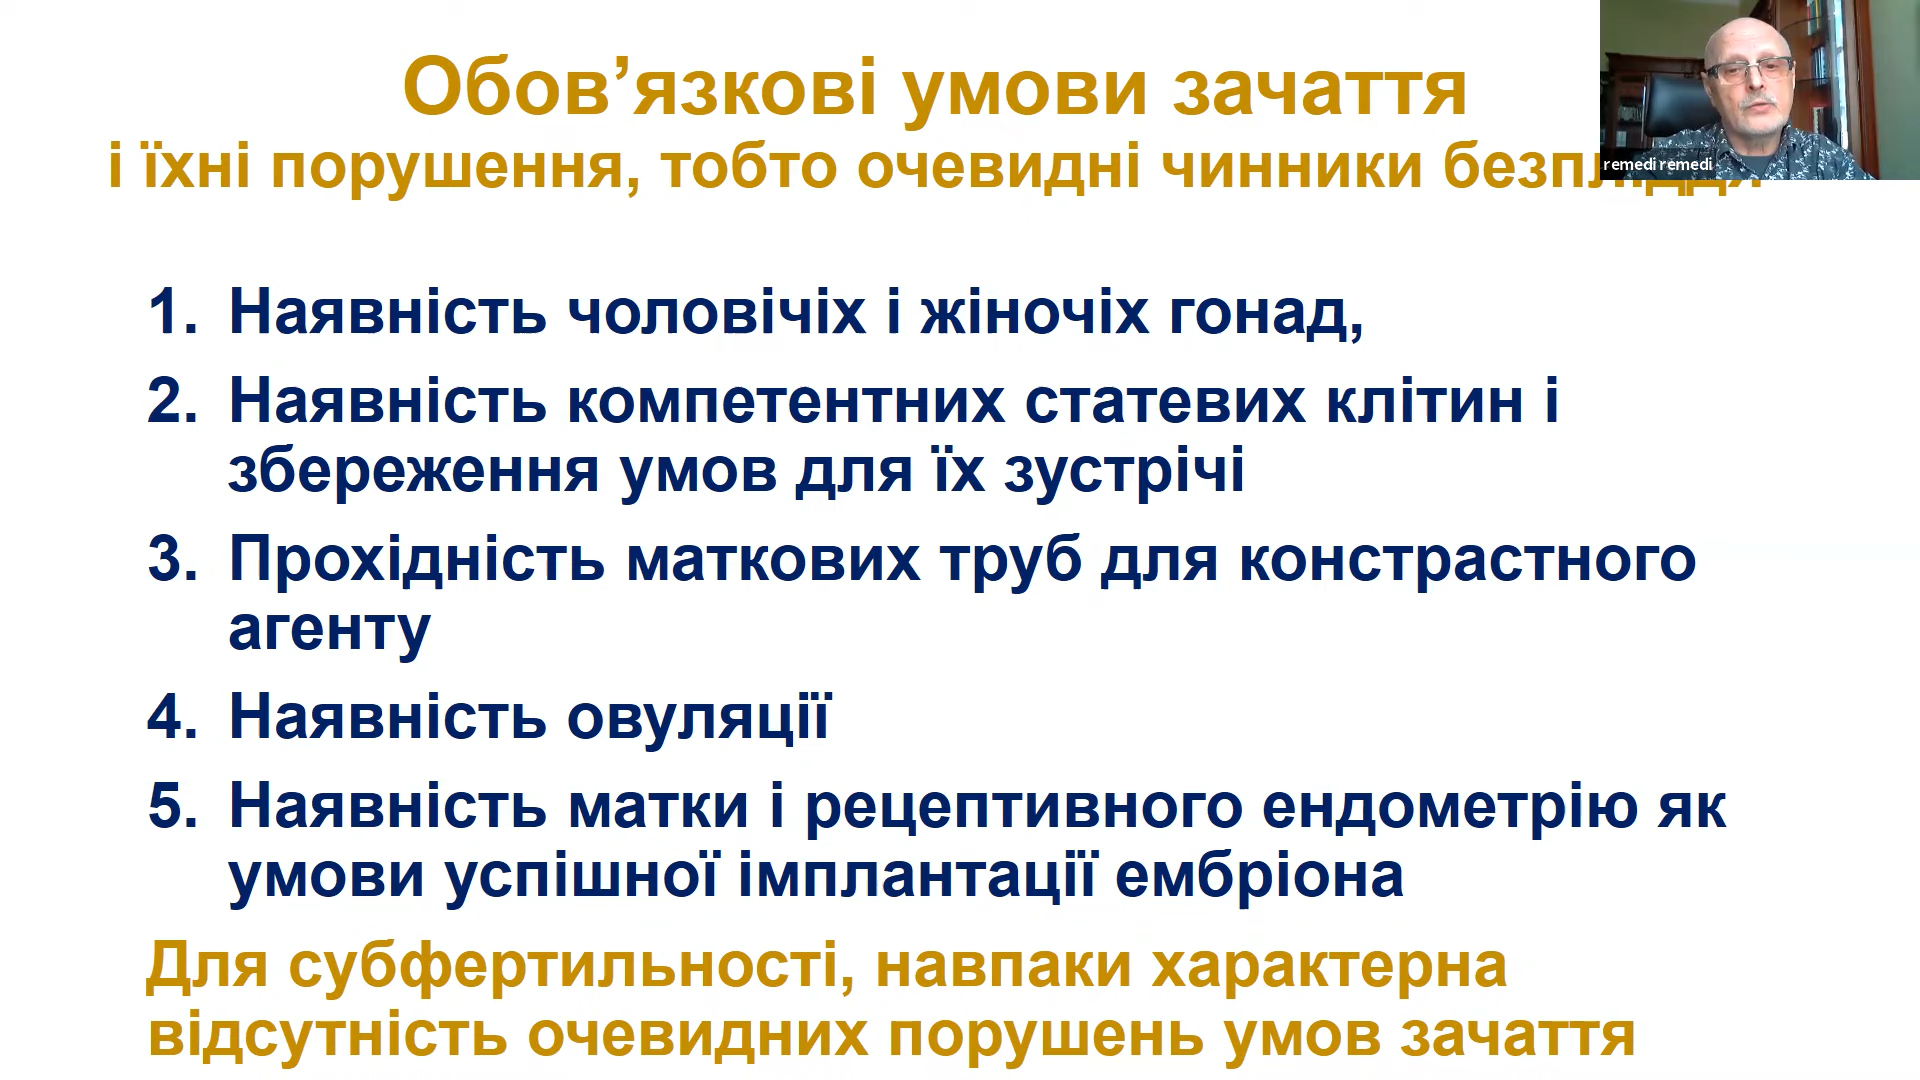 Обов’язкові умови зачаття
і їхні порушення, тобто очевидні чинники
remedi remedi
1. Наявність чоловічіх і жіночіх гонад,
2. Наявність компетентних статевих клітин і
збереження умов для їх зустрічі
3. Прохідність маткових труб для констрастного
агенту
4. Наявність овуляції
5. Наявність матки і рецептивного ендометрію як
умови успішної імплантації ембріона
Для субфертильності, навпаки характерна
відсутність очевидних порушень умов зачаття